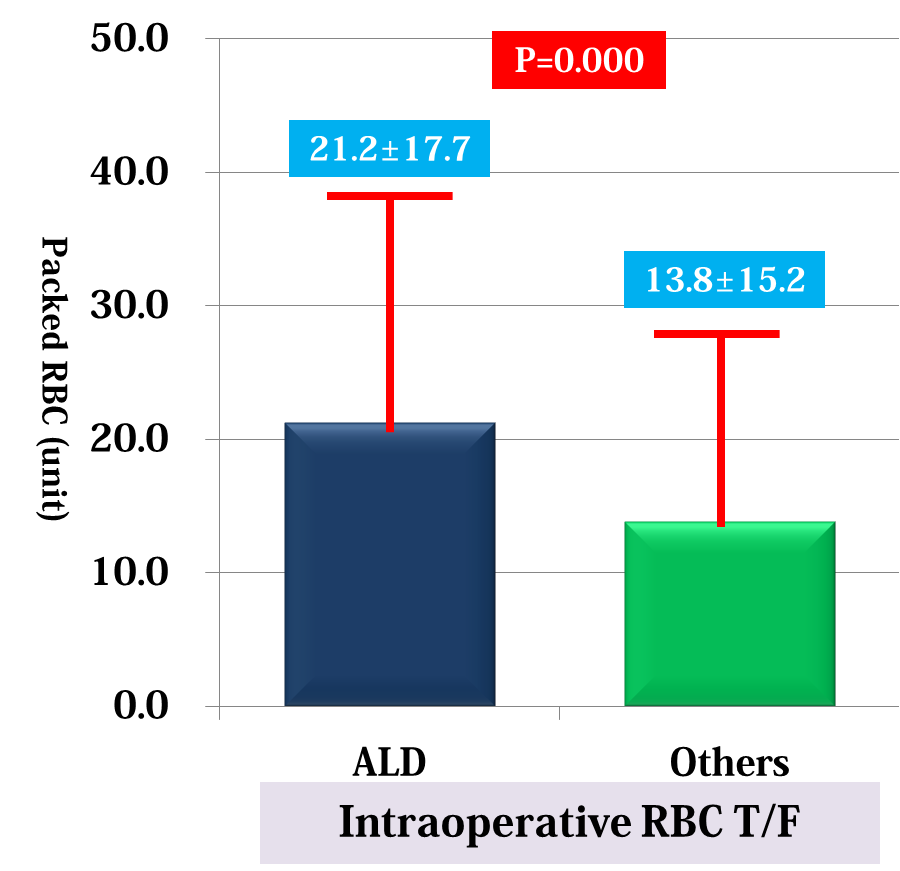 50.0
P=0.000
21.2±17.7
40.0
13.8±15.2
30.0
Packed RBC (unit)
20.0
10.0
0.0
ALD
Others
Intraoperative RBC T/F